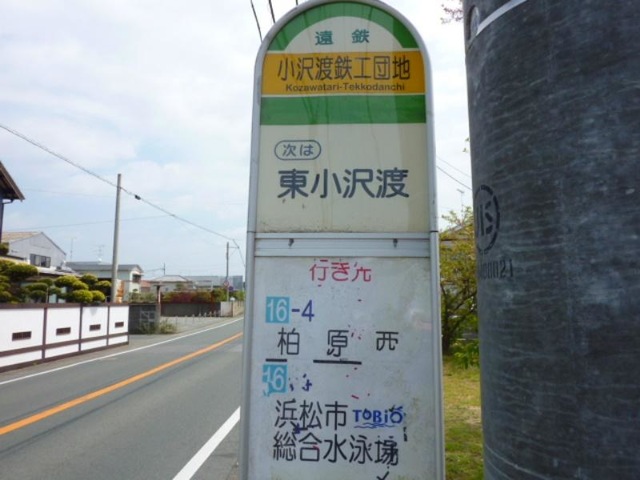 遠鉄
小沢渡鉄工団地
Kozawatari-Tekkodanchi
次は
東小沢渡
行き先
16-4
柏原西
16
浜松市 TOBiO
総合水泳場